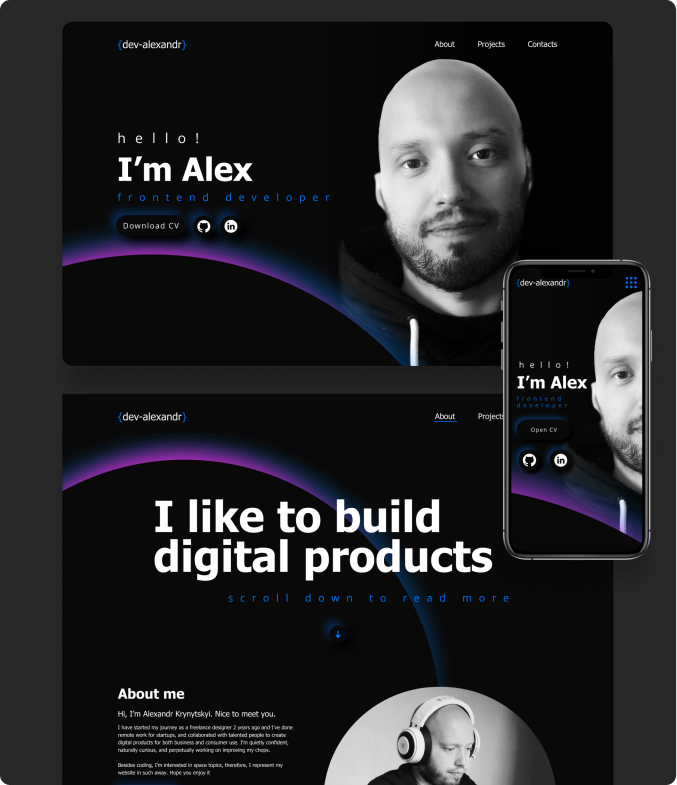 {dev-alexandr}
About Projects Contacts
hello!
I’m Alex
frontend developer
Download CV
in
{dev-alexandr}
hello!
I’m Alex
frontend
developer
Open CV
in
{dev-alexandr}
About Projects
I like to build
digital products
scroll down to read more
About me
Hi, I’m Alexandr Krynytskyi. Nice to meet you.
I have started my journey as a freelance designer 2 years ago and I’ve done
remote work for startups, and collaborated with talented people to create
digital products for both business and consumer use. I’m quietly confident,
naturally curious, and perpetually working on improving my chops.
Besides coding, I’m interested in space topics, therefore, I represent my
website in such away. Hope you enjoy it